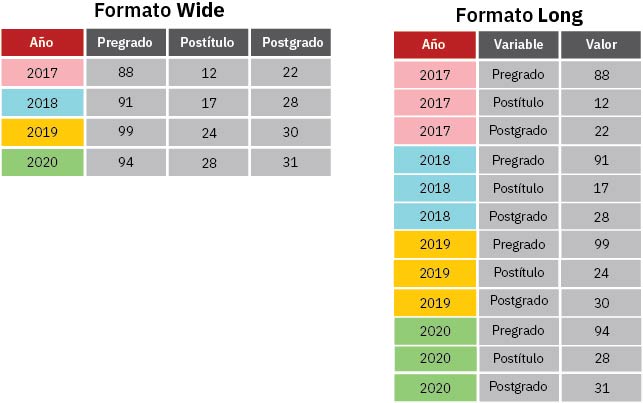 Formato Wide
Año Pregrado Postítulo Postgrado
2017 88 12 22
2018 91 17 28
2019 99 24 30
2020 94 28 31
Formato Long
Año Variable Valor
2017 Pregrado 88
2017 Postítulo 12
2017 Postgrado 22
2018 Pregrado 91
2018 Postítulo 17
2018 Postgrado 28
2019 Pregrado 99
2019 Postítulo 24
2019 Postgrado 30
2020 Pregrado 94
2020 Postítulo 28
2020 Postgrado 31